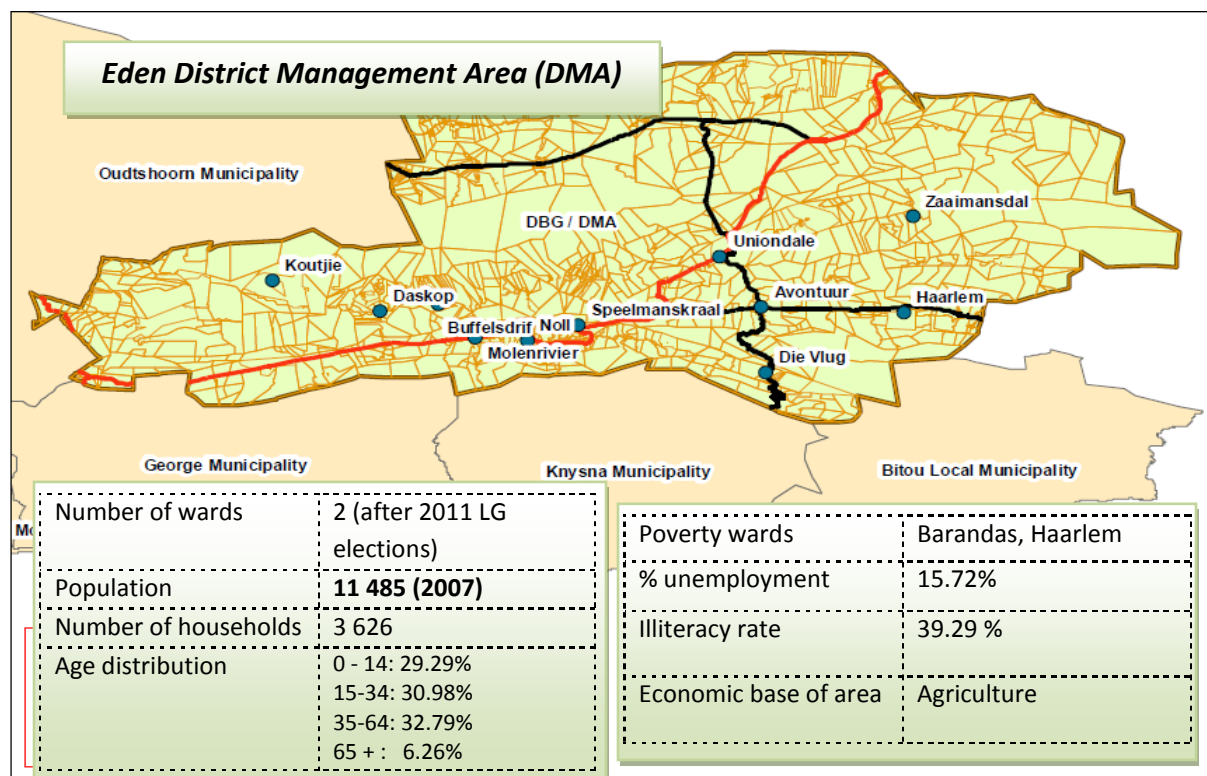 Eden District Management Area (DMA)
Oudtshoorn Municipality
Zaaimansdal
DBG / DMA
Uniondale
Koutjie
Avontuur
Haarlem
Daskop
Speelmanskraal
Buffelsdrif
Noll
Molenrivier
Die Vlug
George Municipality
Knysna Municipality
Bitou Local Municipality
Number of wards
2 (after 2011 LG
elections)
Population
11 485 (2007)
Number of households
3 626
Age distribution
0 - 14: 29.29%
15-34: 30.98%
35-64: 32.79%
65 + : 6.26%
Poverty wards
Barandas, Haarlem
% unemployment
15.72%
Illiteracy rate
39.29 %
Economic base of area
Agriculture